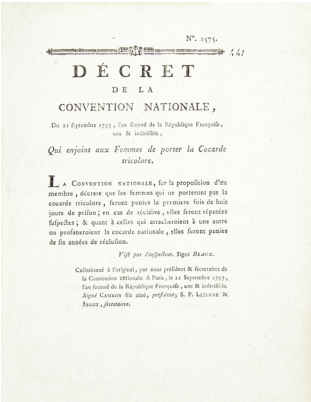 N°. 1575.
441
DÉCRET
DE LA
CONVENTION NATIONALE,
Du 21 septembre 1793, l'an second de la République Françoise,
une & indivisible,
Qui enjoint aux Femmes de porter la Cocarde
tricolore.
LA CONVENTION NATIONALE, sur la proposition d'un
membre, décrete que les femmes qui ne porteront pas la
cocarde tricolore, seront punies la premiere fois de huit
jours de prison; en cas de récidive, elles seront réputées
suspectes; & quant à celles qui arracheroient à une autre
ou profaneroient la cocarde nationale, elles seront punies
de six années de réclusion.
Visé par l'inspecteur. Signé BLAUX.
Collationné à l'original, par nous président & secrétaires de
la Convention nationale. A Paris, le 21 Septembre 1793,
l'an second de la République Françoise, une & indivisible.
Signé CAMBON fils aîné, président; S. P. LEJEUNE &
JAGOT, secrétaires.